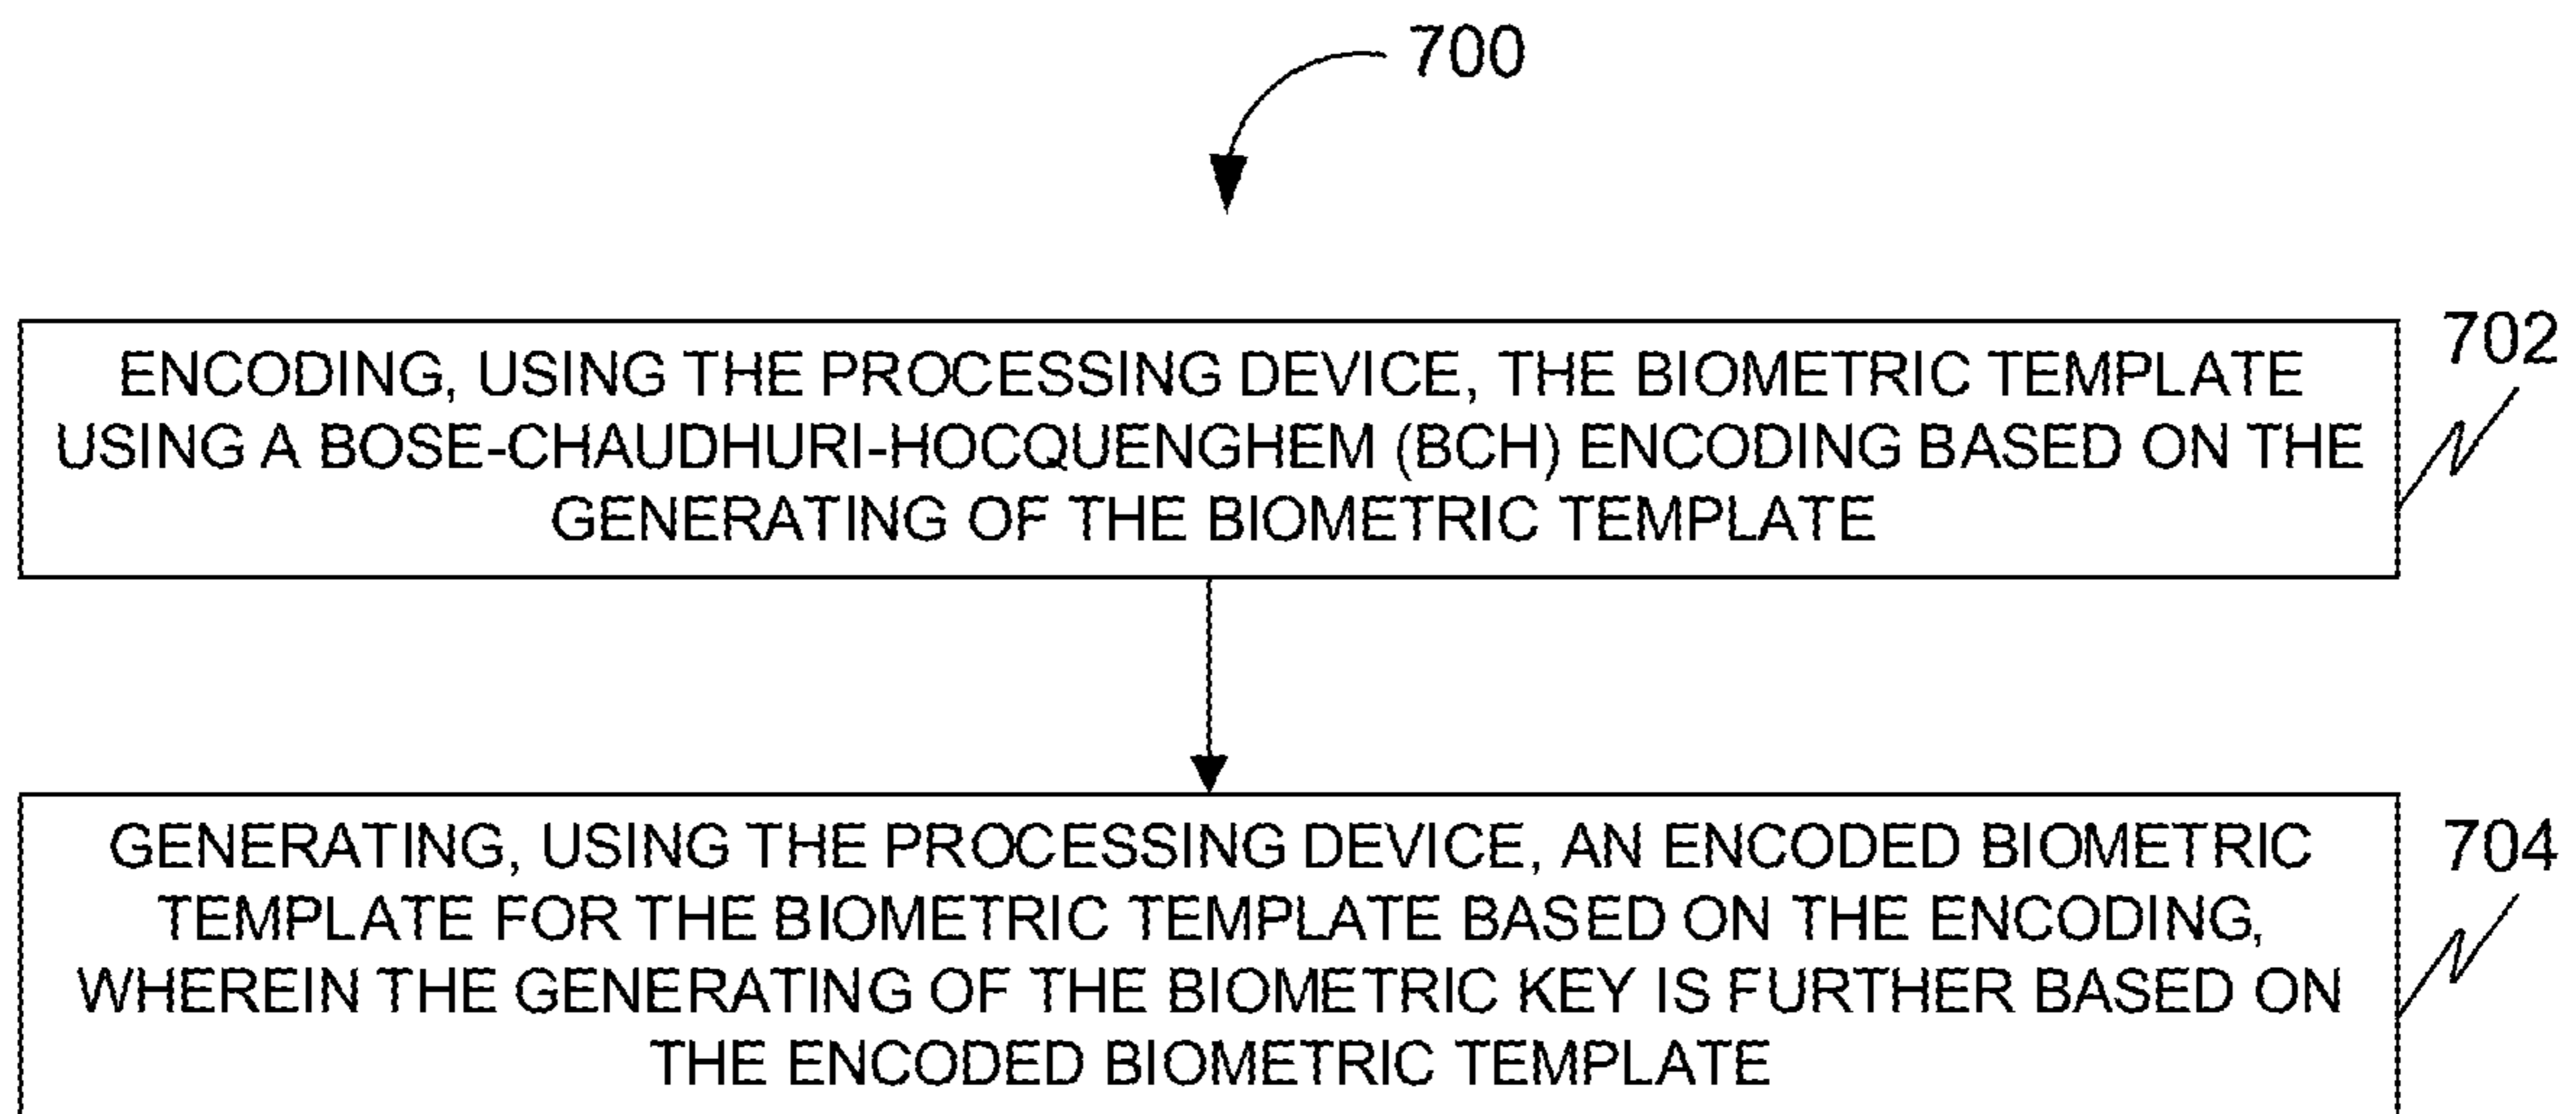 700
702
ENCODING, USING THE PROCESSING DEVICE, THE BIOMETRIC TEMPLATE
USING A BOSE-CHAUDHURI-HOCQUENGHEM (BCH) ENCODING BASED ON THE
GENERATING OF THE BIOMETRIC TEMPLATE
704
GENERATING, USING THE PROCESSING DEVICE, AN ENCODED BIOMETRIC
TEMPLATE FOR THE BIOMETRIC TEMPLATE BASED ON THE ENCODING,
WHEREIN THE GENERATING OF THE BIOMETRIC KEY IS FURTHER BASED ON
THE ENCODED BIOMETRIC TEMPLATE